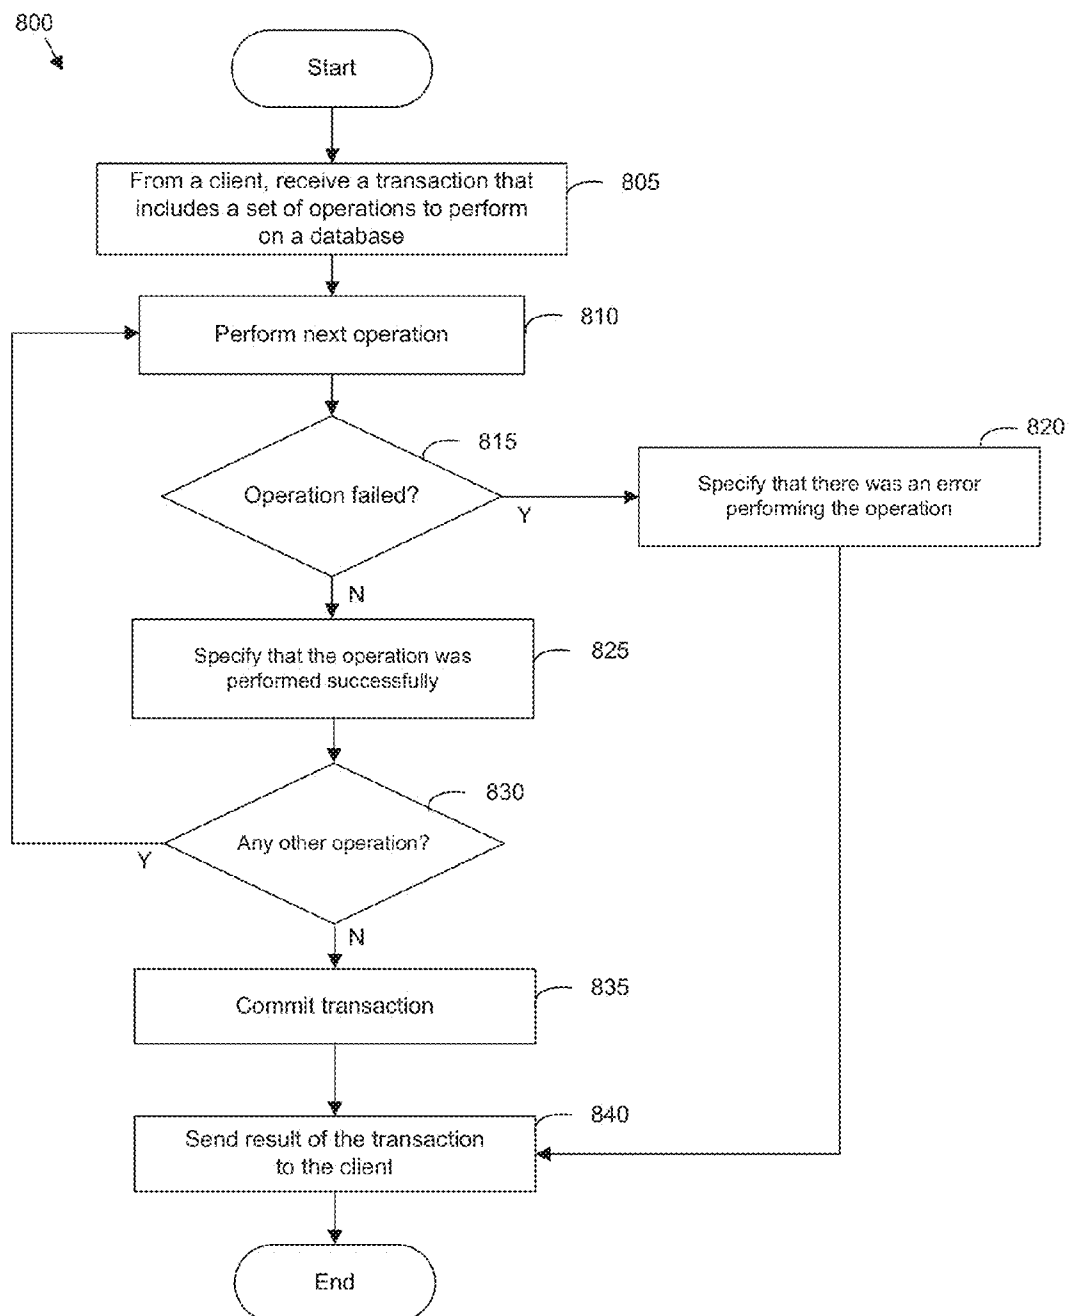 800
Start
From a client, receive a transaction that
includes a set of operations to perform
on a database
805
Perform next operation
810
Operation failed?
815
Y
N
820
Specify that there was an error
performing the operation
Specify that the operation was
performed successfully
825
Any other operation?
830
Y
N
Commit transaction
835
Send result of the transaction
to the client
840
End